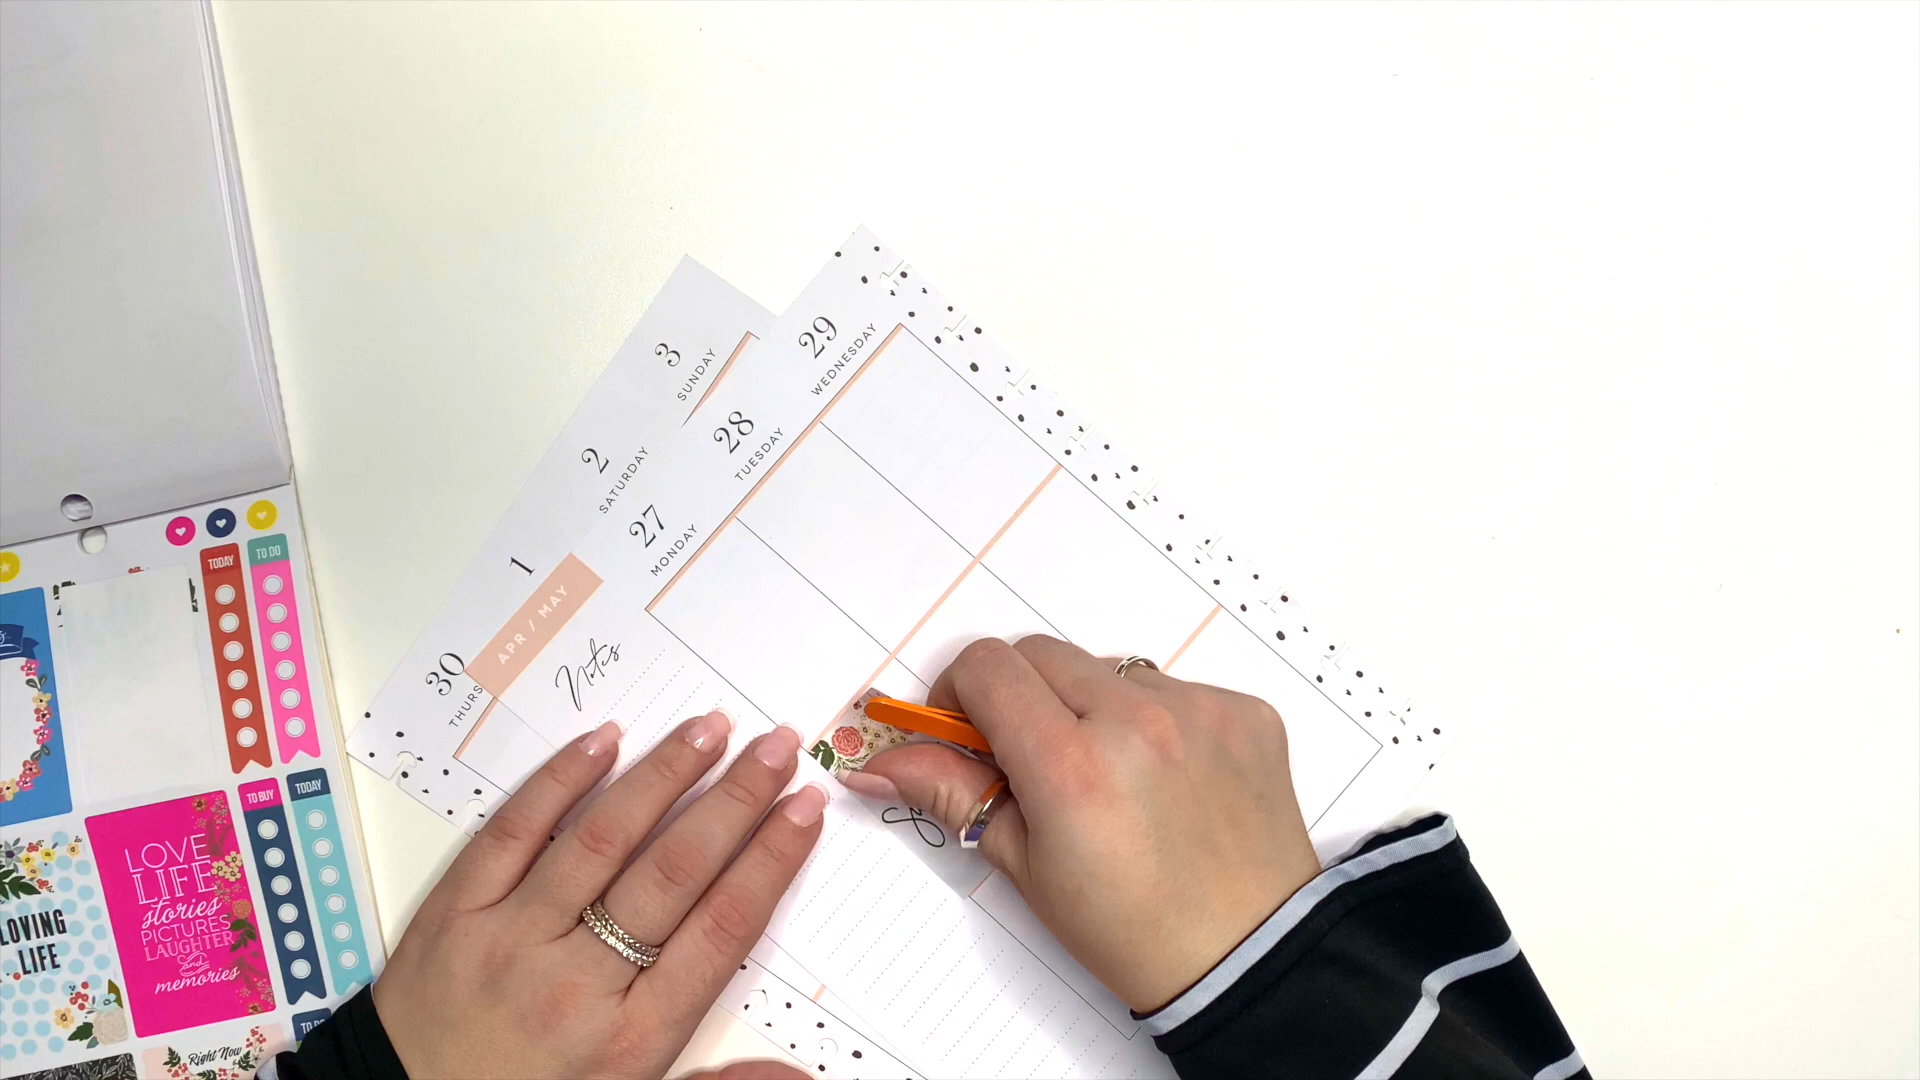 3
SUNDAY
2
SATURDAY
1
30
THURS
29
WEDNESDAY
28
TUESDAY
27
MONDAY
APR / MAY
Notes
TODAY
TO DO
TO BUY
TODAY
LOVE
LIFE
stories
PICTURES
LAUGHTER
and
memories
LOVING
LIFE
Right Now